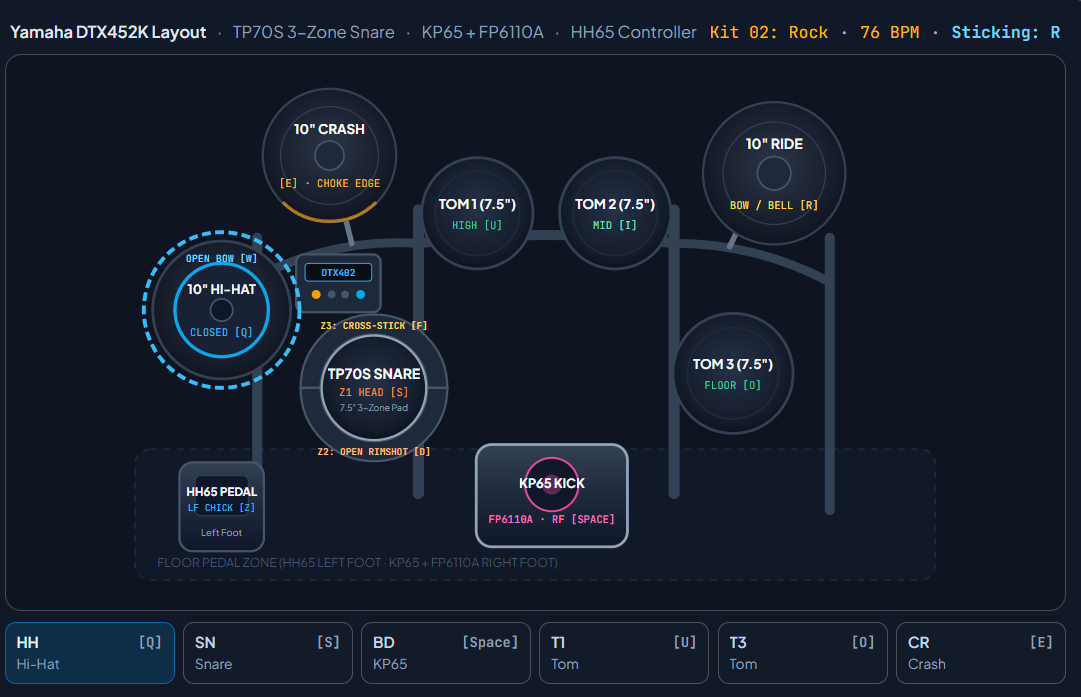 Yamaha DTX452K Layout · TP70S 3-Zone Snare · KP65 + FP6110A · HH65 Controller Kit 02: Rock · 76 BPM · Sticking: R
10" CRASH
[E] · CHOKE EDGE
10" RIDE
BOW / BELL [R]
TOM 1 (7.5")
HIGH [U]
TOM 2 (7.5")
MID [I]
OPEN BOW [W]
10" HI-HAT
CLOSED [Q]
DTX402
Z3: CROSS-STICK [F]
TP70S SNARE
Z1 HEAD [S]
7.5" 3-Zone Pad
Z2: OPEN RIMSHOT [D]
TOM 3 (7.5")
FLOOR [O]
HH65 PEDAL
LF CHICK [Z]
Left Foot
KP65 KICK
FP6110A · RF [SPACE]
FLOOR PEDAL ZONE (HH65 LEFT FOOT · KP65 + FP6110A RIGHT FOOT)
HH [Q]
Hi-Hat
SN [S]
Snare
BD [Space]
KP65
T1 [U]
Tom
T3 [O]
Tom
CR [E]
Crash